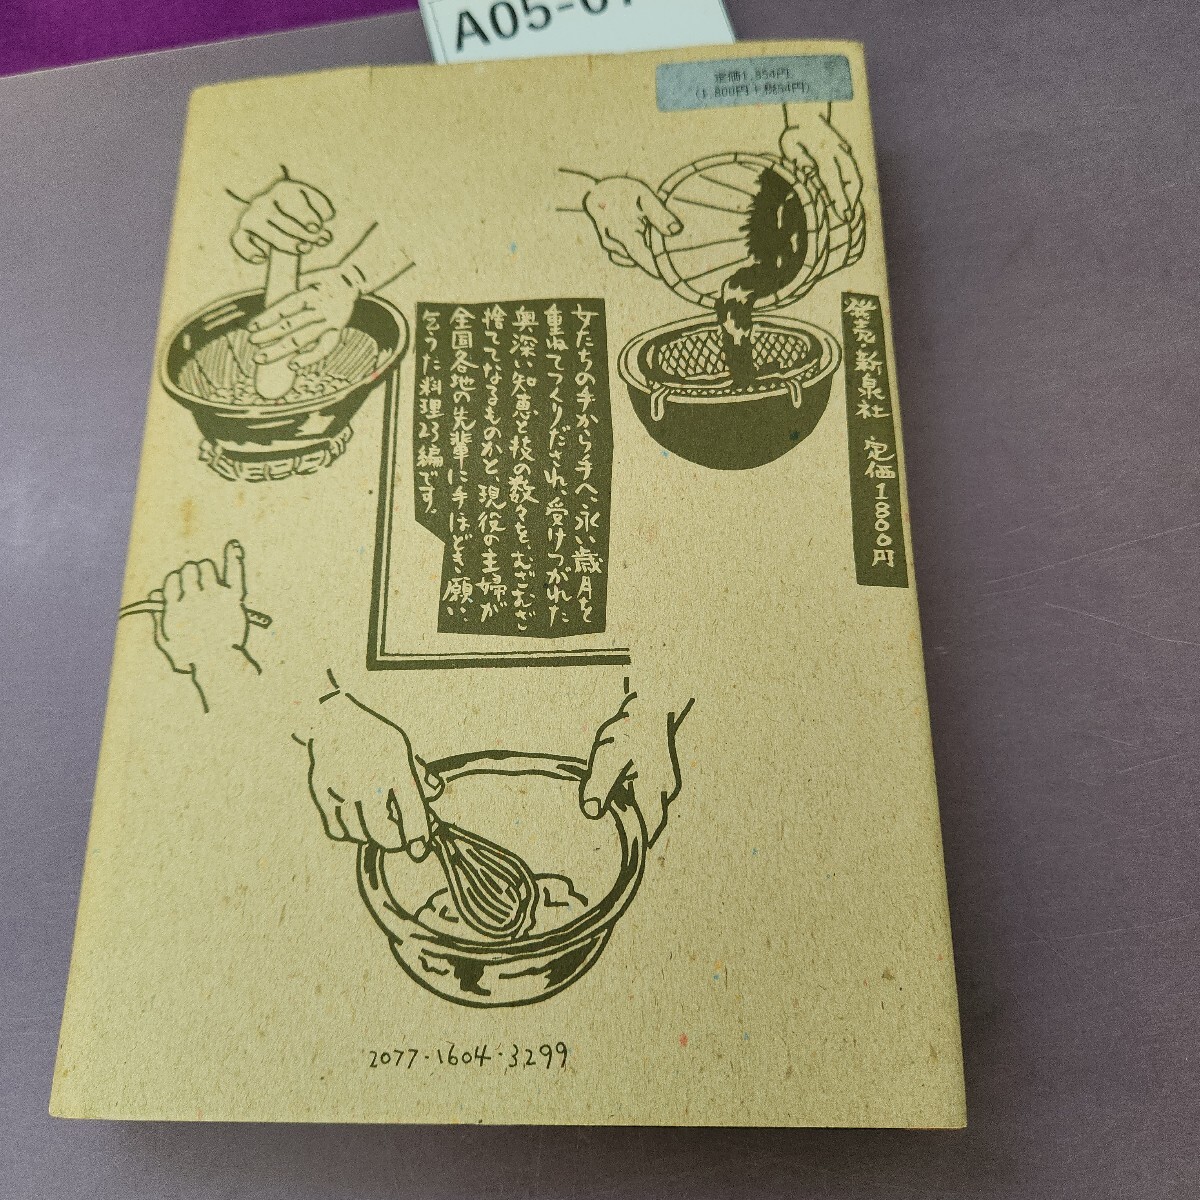 A05-67
定価1,854円
(1,800円+税54円)
女たちの手から手へ、永い歳月を
重ねてつくりだされ、受けつがれた
奥深い知恵と技の数々を、むざむざ
捨ててなるものかと、現役の主婦が
全国各地の先輩に手ほどき願い、
乞うた料理23編です。
発売・新泉社 定価1800円
2077・1604・3299